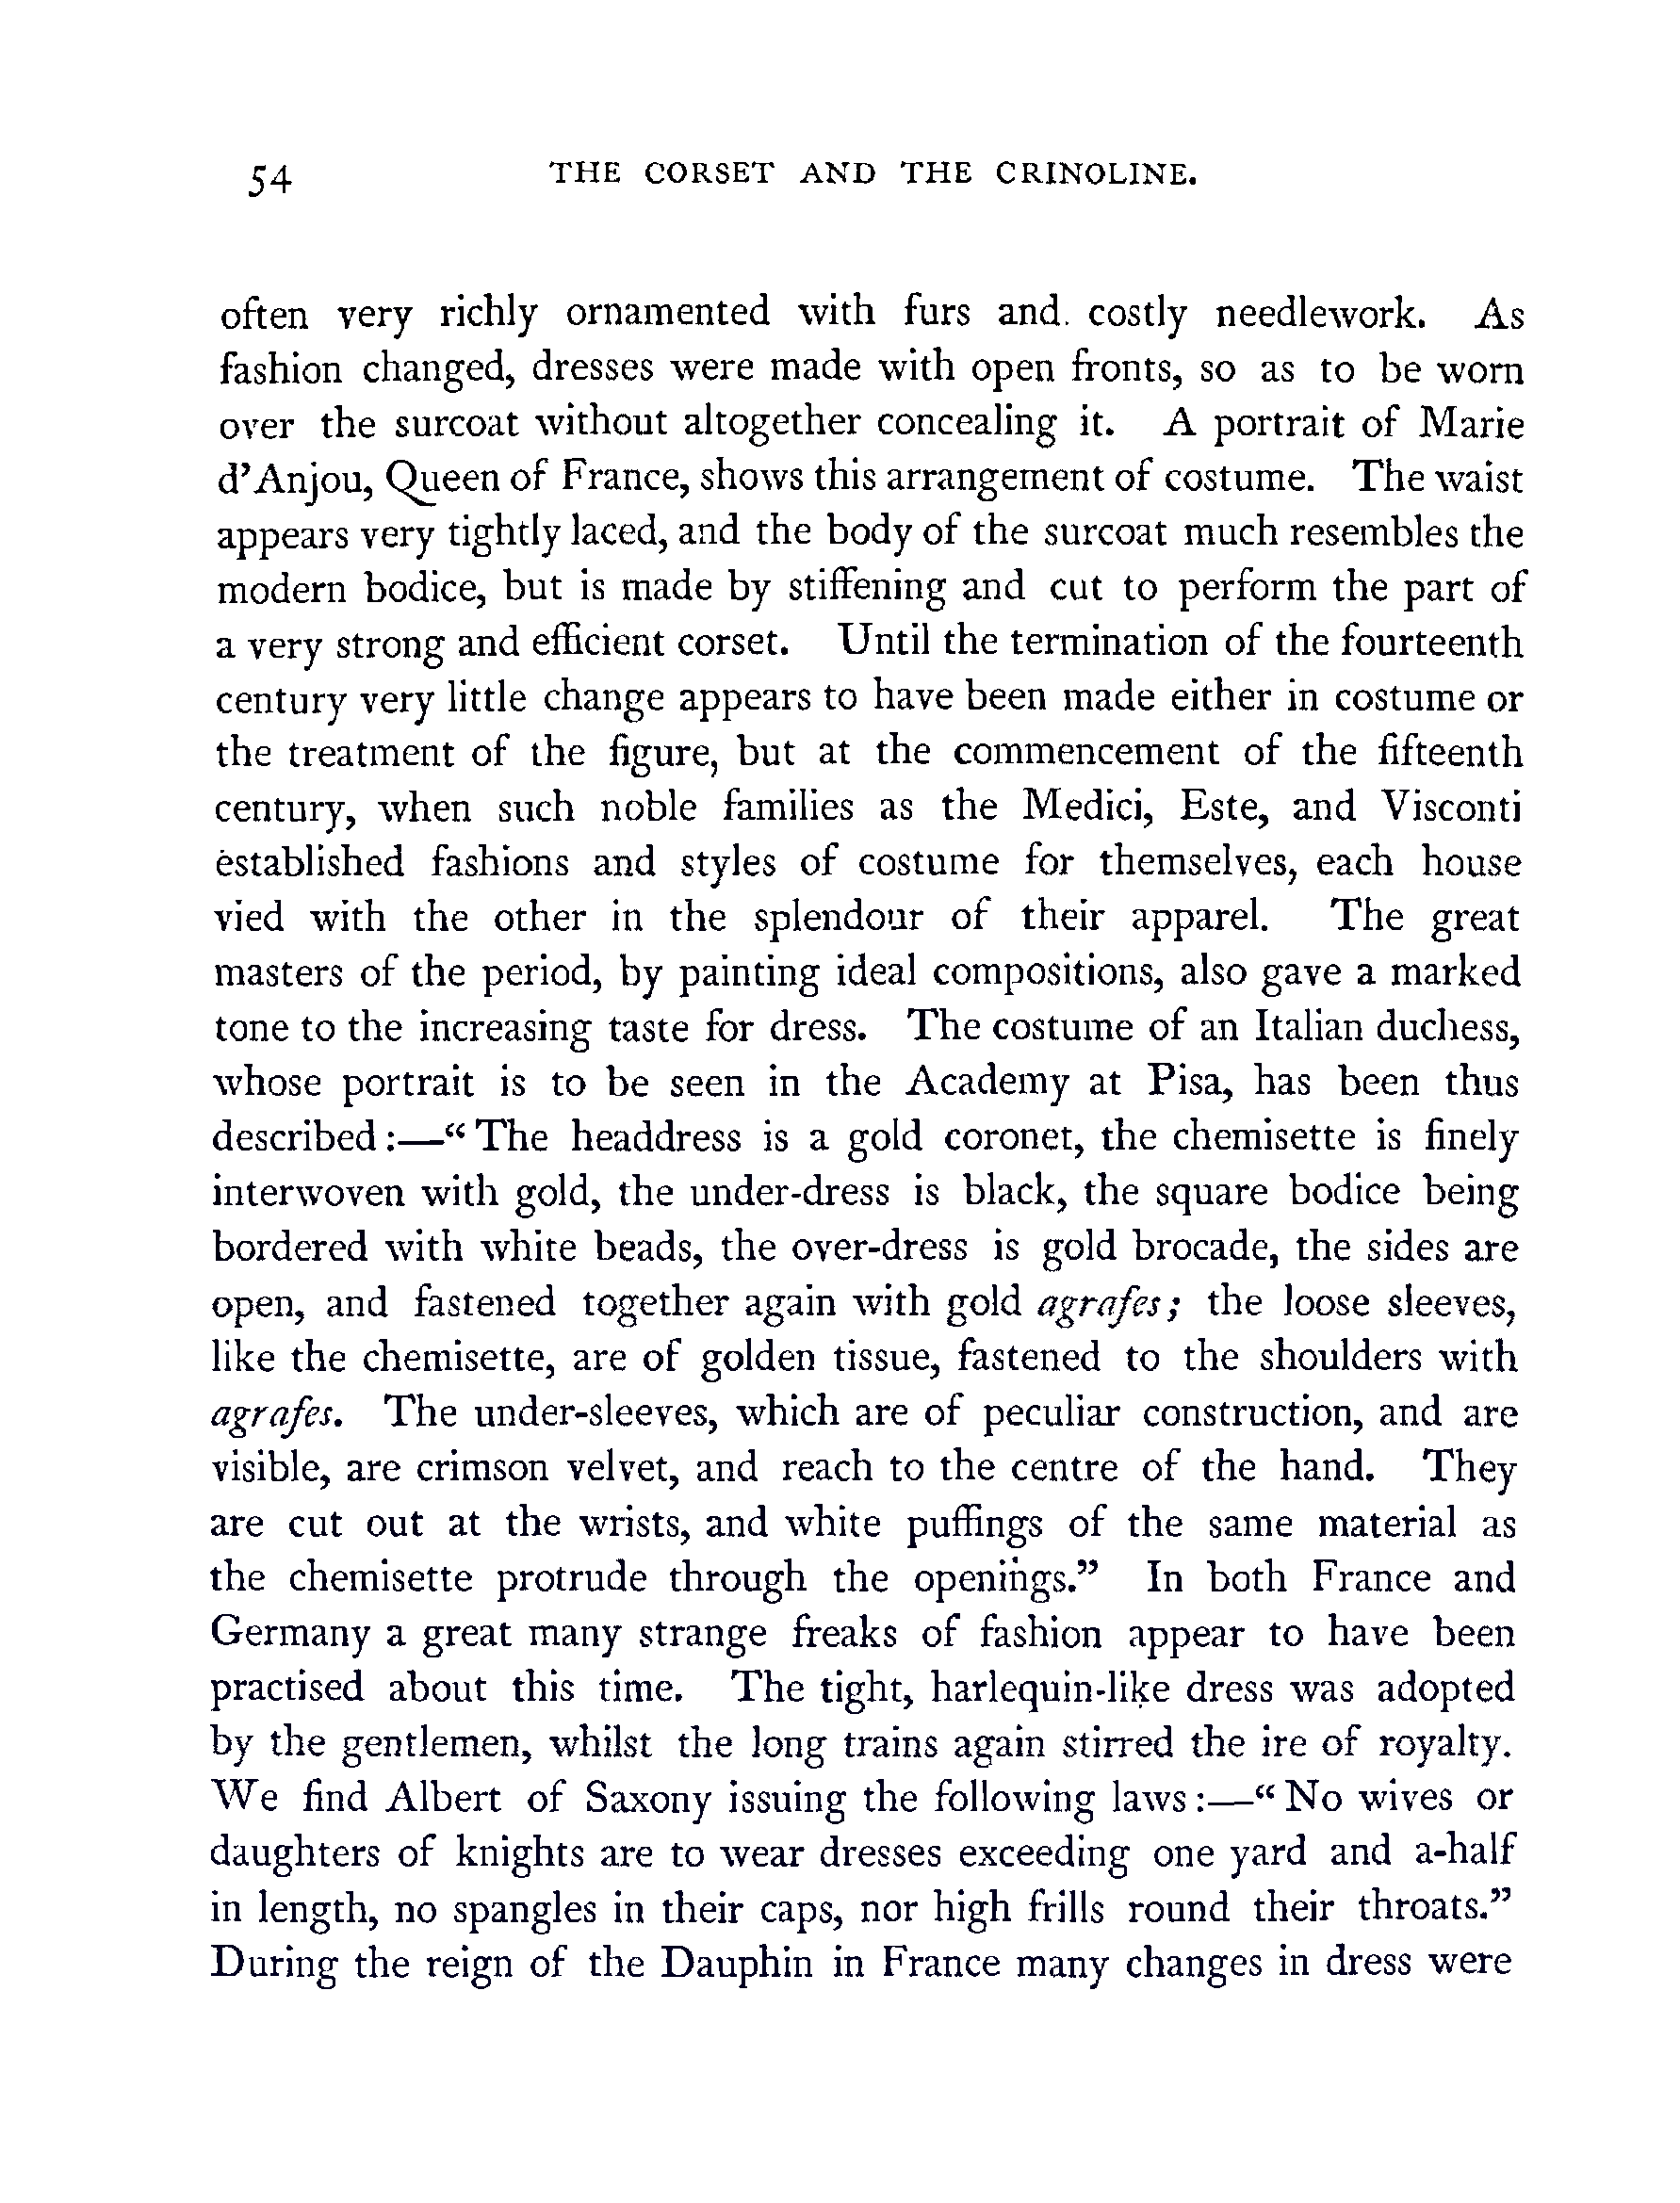 54 THE CORSET AND THE CRINOLINE.
often very richly ornamented with furs and. costly needlework. As
fashion changed, dresses were made with open fronts, so as to be worn
over the surcoat without altogether concealing it. A portrait of Marie
d’Anjou, Queen of France, shows this arrangement of costume. The waist
appears very tightly laced, and the body of the surcoat much resembles the
modern bodice, but is made by stiffening and cut to perform the part of
a very strong and efficient corset. Until the termination of the fourteenth
century very little change appears to have been made either in costume or
the treatment of the figure, but at the commencement of the fifteenth
century, when such noble families as the Medici, Este, and Visconti
established fashions and styles of costume for themselves, each house
vied with the other in the splendour of their apparel. The great
masters of the period, by painting ideal compositions, also gave a marked
tone to the increasing taste for dress. The costume of an Italian duchess,
whose portrait is to be seen in the Academy at Pisa, has been thus
described:—“The headdress is a gold coronet, the chemisette is finely
interwoven with gold, the under-dress is black, the square bodice being
bordered with white beads, the over-dress is gold brocade, the sides are
open, and fastened together again with gold agrafes; the loose sleeves,
like the chemisette, are of golden tissue, fastened to the shoulders with
agrafes. The under-sleeves, which are of peculiar construction, and are
visible, are crimson velvet, and reach to the centre of the hand. They
are cut out at the wrists, and white puffings of the same material as
the chemisette protrude through the openings.” In both France and
Germany a great many strange freaks of fashion appear to have been
practised about this time. The tight, harlequin-like dress was adopted
by the gentlemen, whilst the long trains again stirred the ire of royalty.
We find Albert of Saxony issuing the following laws:—“No wives or
daughters of knights are to wear dresses exceeding one yard and a-half
in length, no spangles in their caps, nor high frills round their throats.”
During the reign of the Dauphin in France many changes in dress were